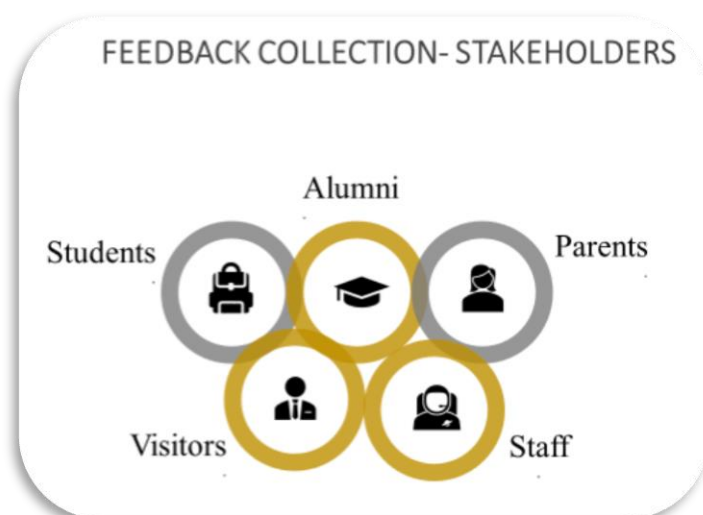 FEEDBACK COLLECTION- STAKEHOLDERS
Alumni
Students
Parents
Visitors
Staff